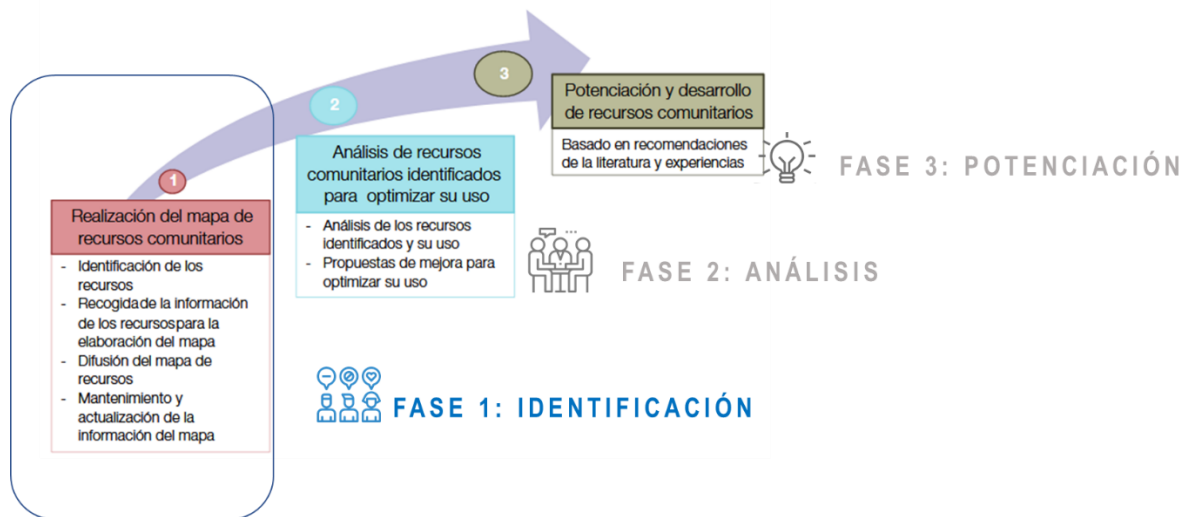 1
Realización del mapa de
recursos comunitarios
- Identificación de los
recursos
- Recogida de la información
de los recursospara la
elaboración del mapa
- Difusión del mapa de
recursos
- Mantenimiento y
actualización de la
información del mapa
2
Análisis de recursos
comunitarios identificados
para optimizar su uso
- Análisis de los recursos
identificados y su uso
- Propuestas de mejora para
optimizar su uso
3
Potenciación y desarrollo
de recursos comunitarios
Basado en recomendaciones
de la literatura y experiencias
FASE 3: POTENCIACIÓN
FASE 2: ANÁLISIS
FASE 1: IDENTIFICACIÓN